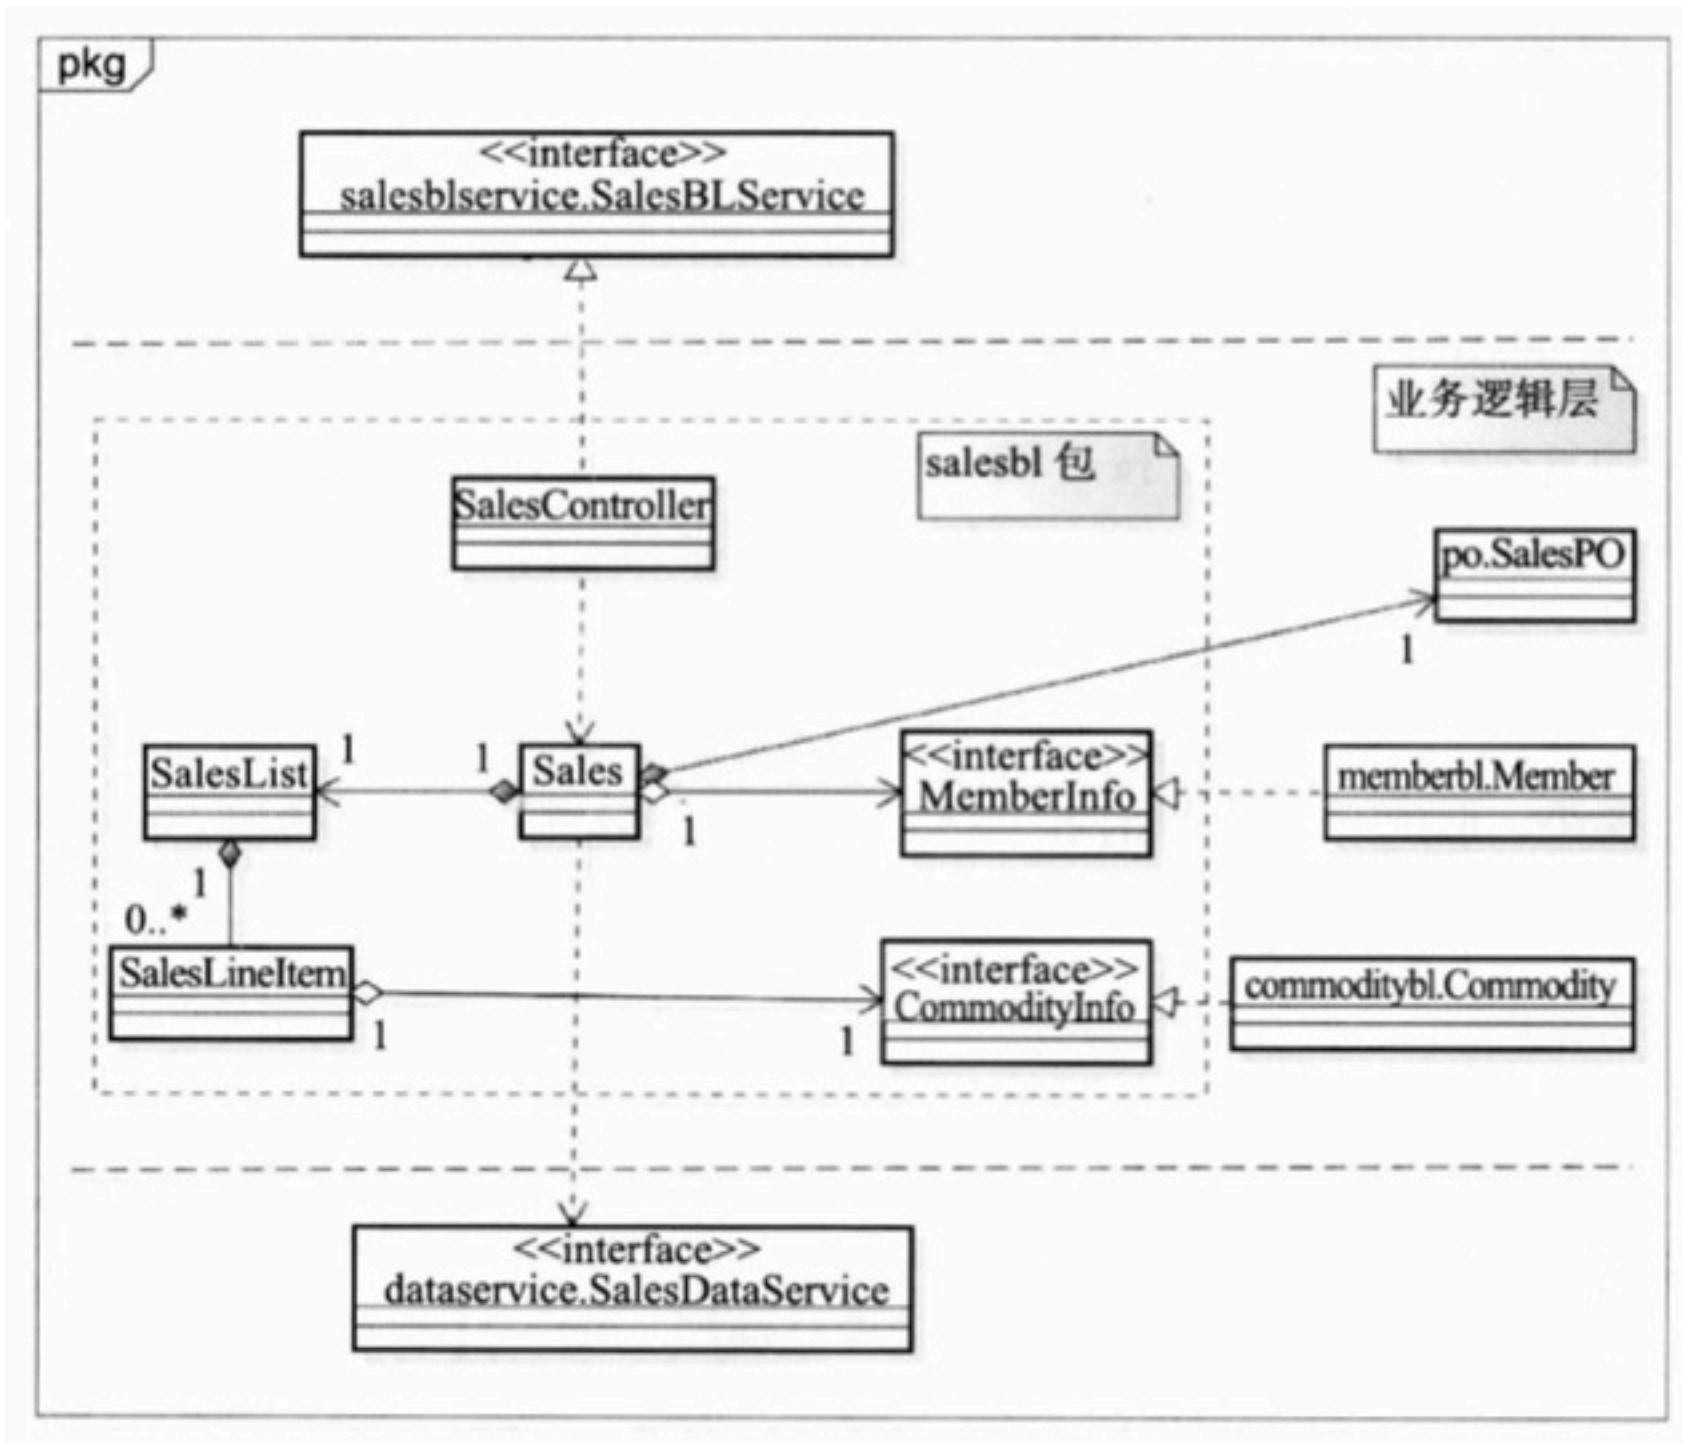 pkg
<<interface>>
salesblservice.SalesBLService
业务逻辑层
salesbl 包
SalesController
po.SalesPO
1
SalesList
1
1
Sales
1
<<interface>>
MemberInfo
memberbl.Member
1
0..*
SalesLineItem
1
1
<<interface>>
CommodityInfo
commoditybl.Commodity
<<interface>>
dataservice.SalesDataService